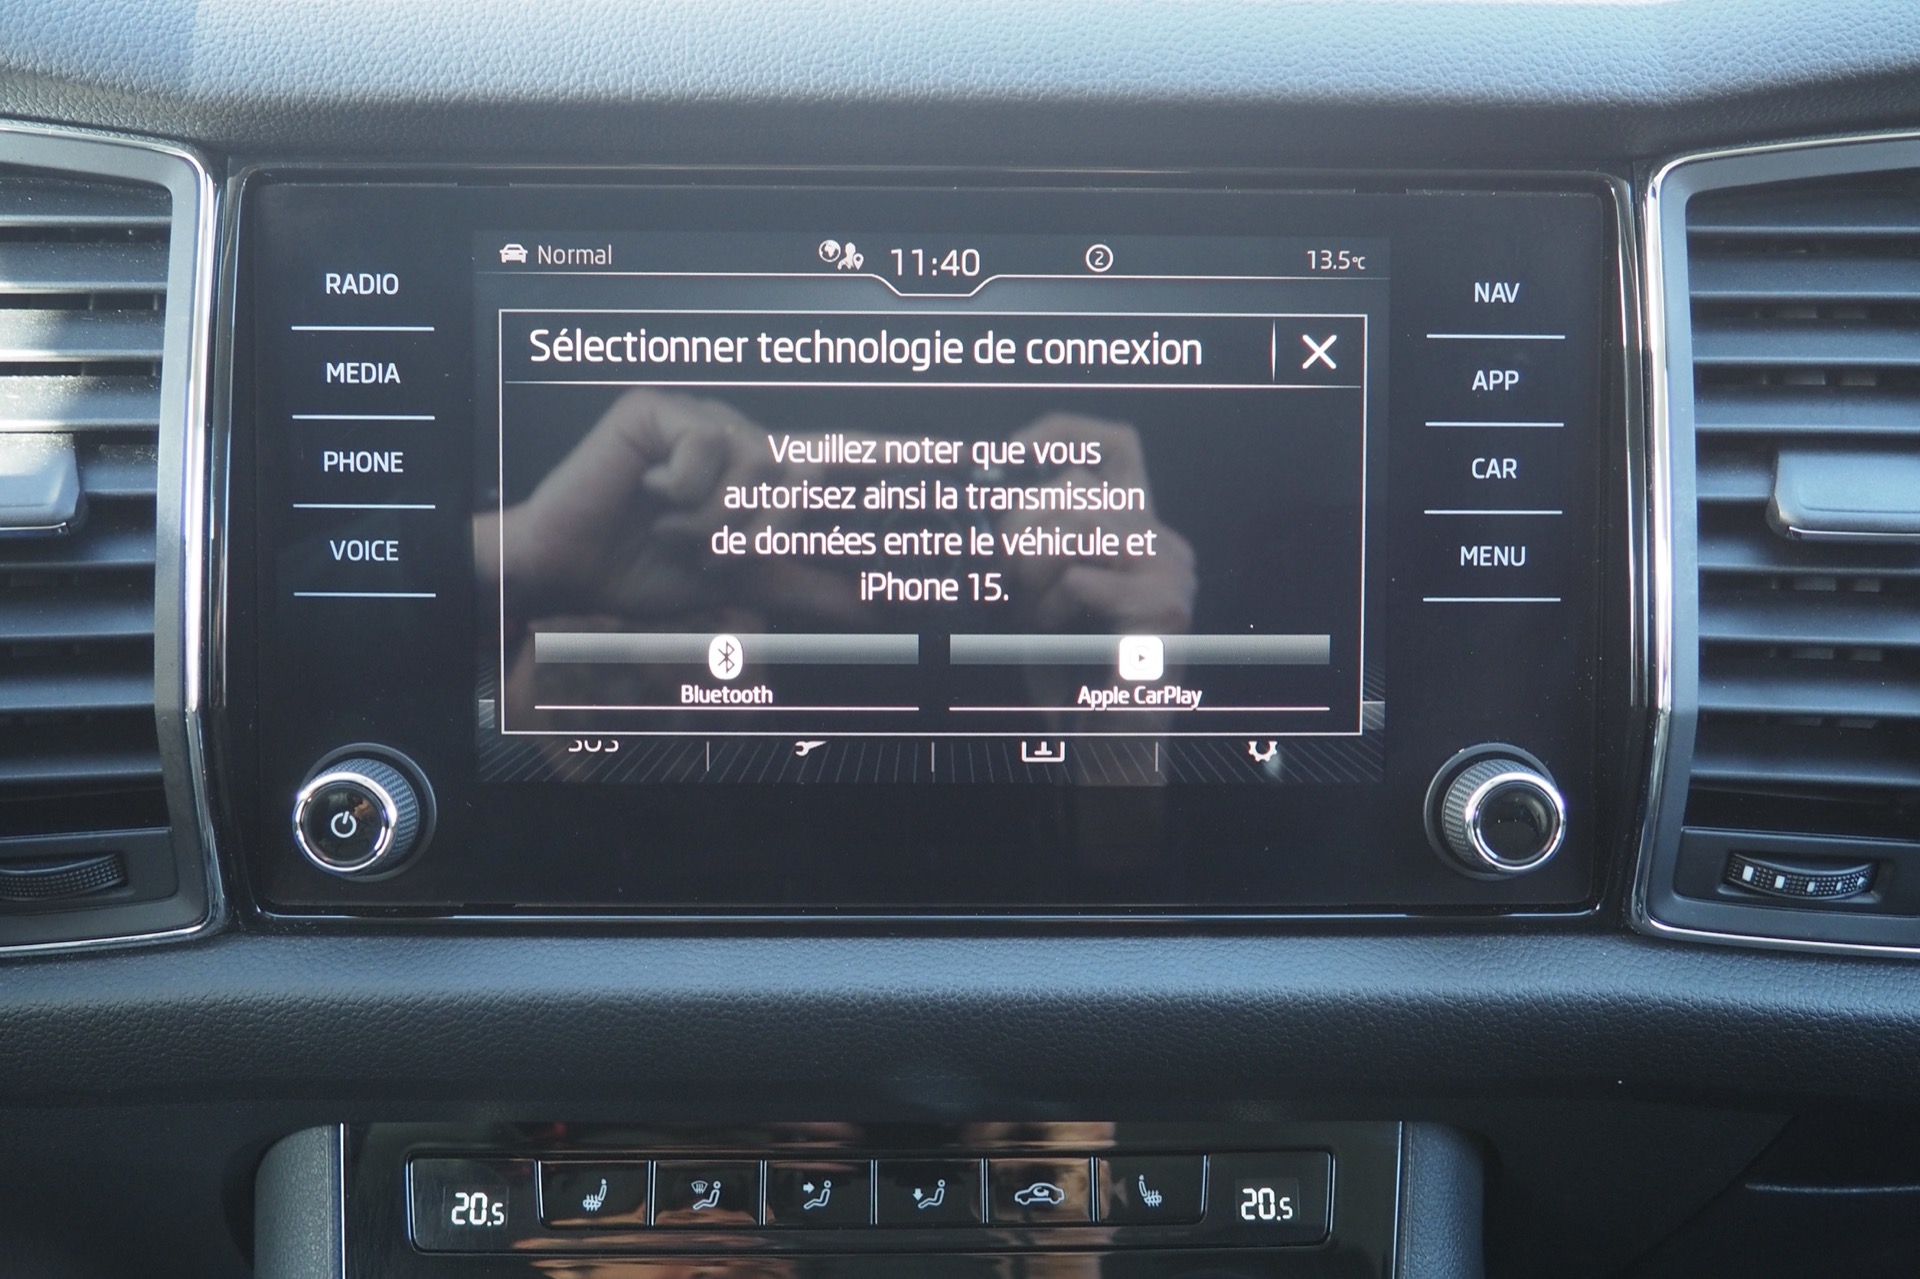 Normal
11:40
2
13.5°C
RADIO
MEDIA
PHONE
VOICE
Sélectionner technologie de connexion
Veuillez noter que vous
autorisez ainsi la transmission
de données entre le véhicule et
iPhone 15.
Bluetooth
Apple CarPlay
SOS
NAV
APP
CAR
MENU
20.5
20.5